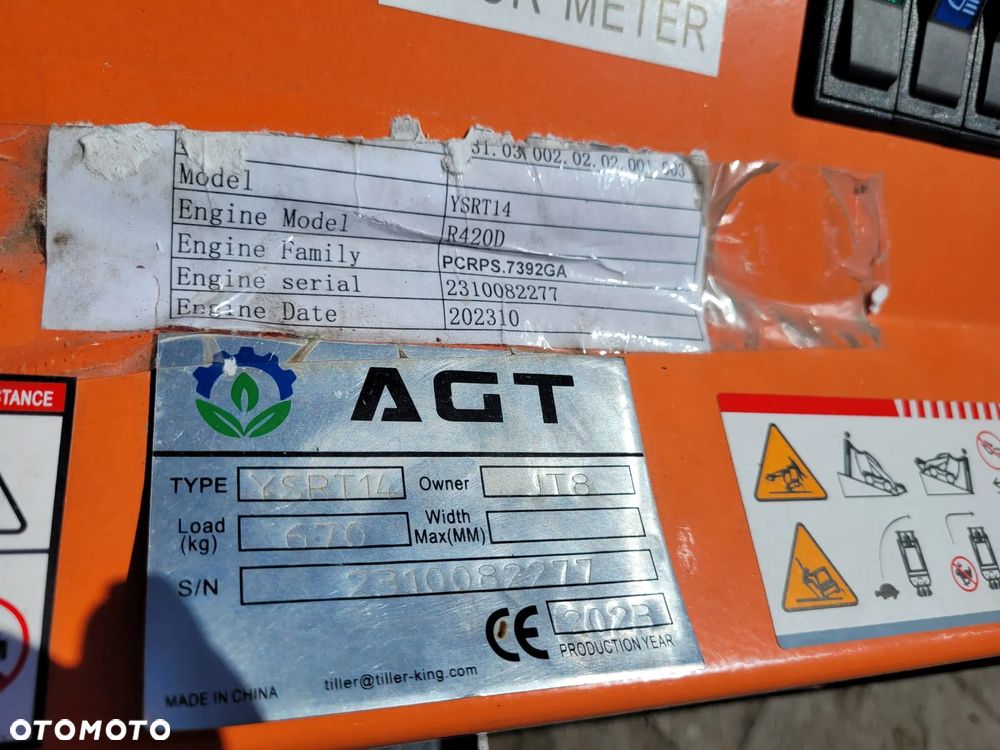 OR METER
31.03.002.02.02.001.003
Model YSRT14
Engine Model R420D
Engine Family PCRPS.7392GA
Engine serial 2310082277
Engine Date 202310
STANCE
AGT
TYPE YSRT14 Owner JT8
Load (kg) 670 Width Max(MM)
S/N 2310082277
CE 2023
PRODUCTION YEAR
tiller@tiller-king.com
MADE IN CHINA
OTOMOTO